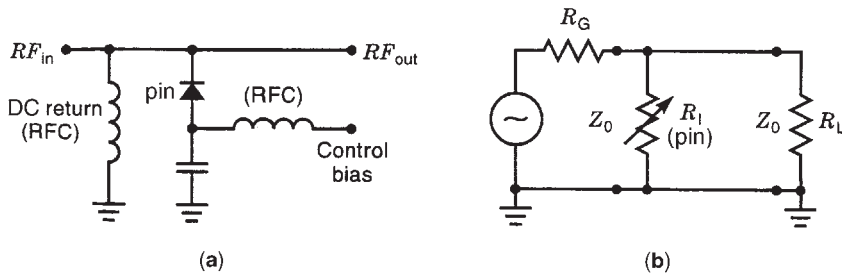 RF_in
RF_out
DC return
(RFC)
pin
(RFC)
Control
bias
(a)
R_G
~
Z_0
R_I
(pin)
Z_0
R_L
(b)